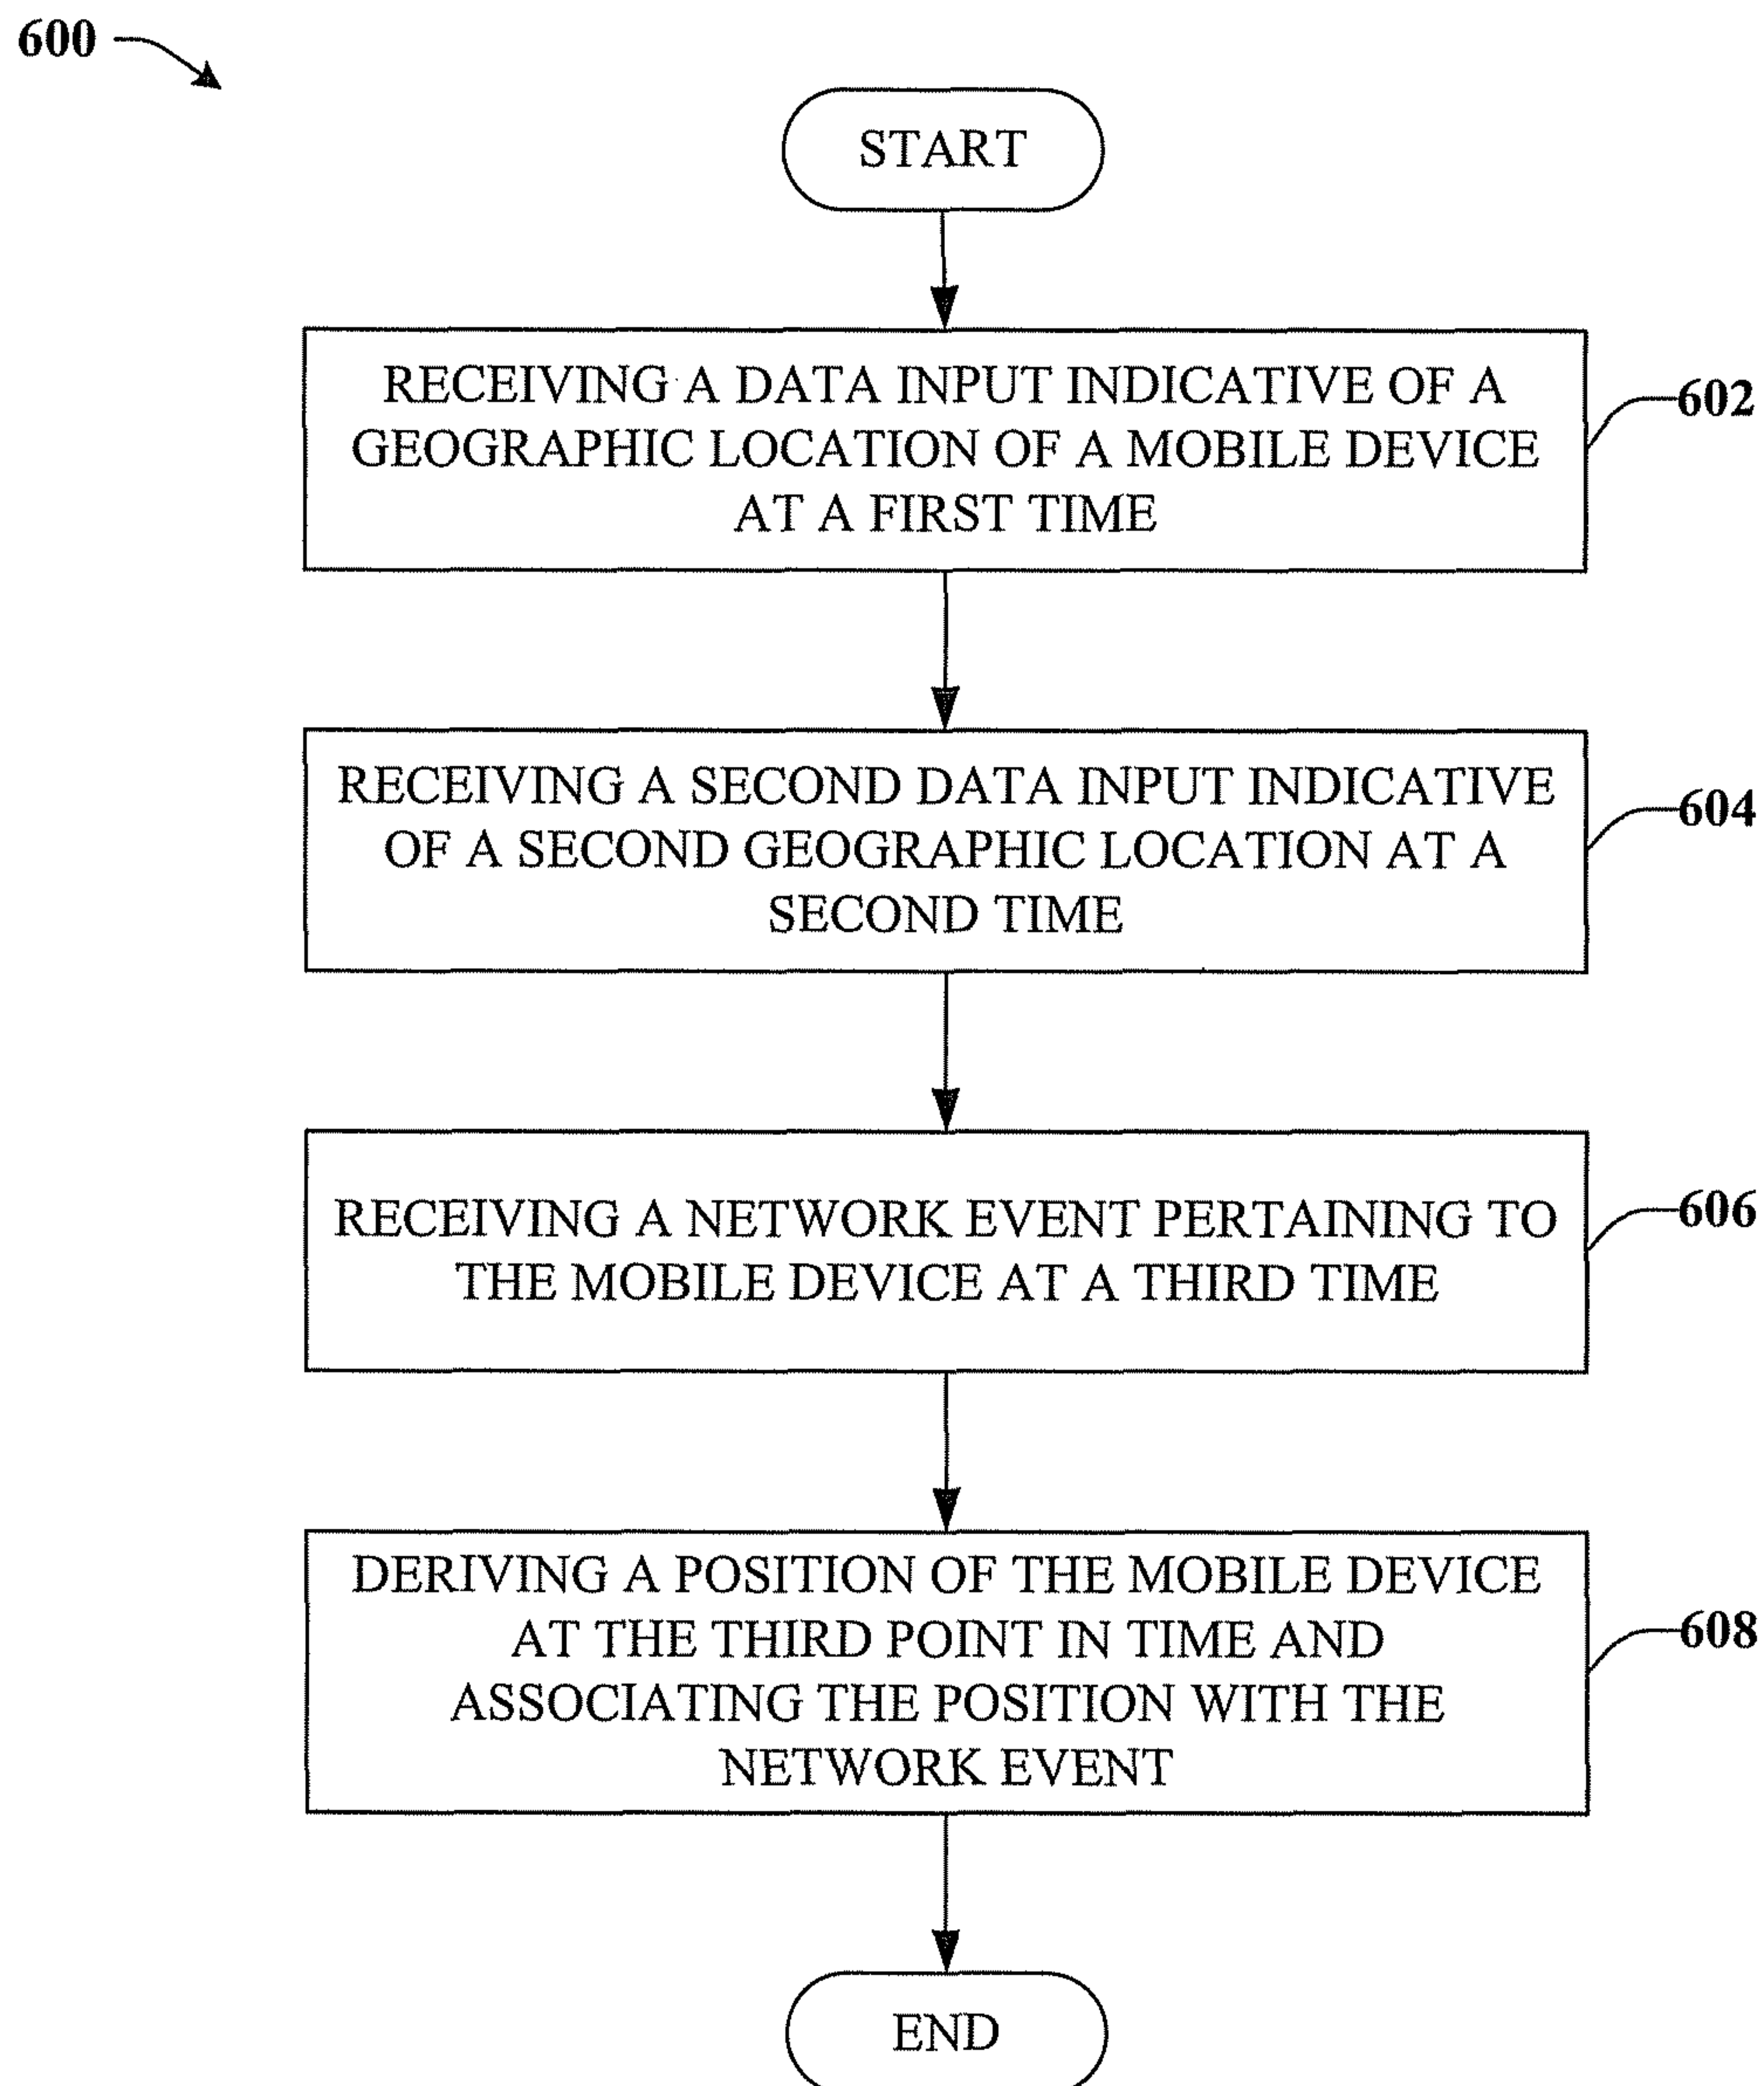 600
START
RECEIVING A DATA INPUT INDICATIVE OF A
GEOGRAPHIC LOCATION OF A MOBILE DEVICE
AT A FIRST TIME
602
RECEIVING A SECOND DATA INPUT INDICATIVE
OF A SECOND GEOGRAPHIC LOCATION AT A
SECOND TIME
604
RECEIVING A NETWORK EVENT PERTAINING TO
THE MOBILE DEVICE AT A THIRD TIME
606
DERIVING A POSITION OF THE MOBILE DEVICE
AT THE THIRD POINT IN TIME AND
ASSOCIATING THE POSITION WITH THE
NETWORK EVENT
608
END